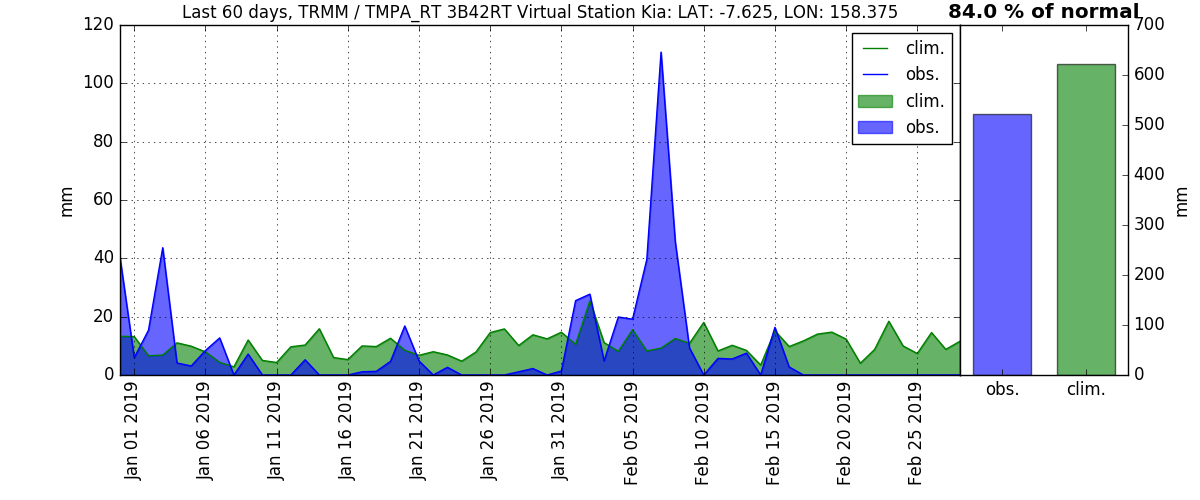 Last 60 days, TRMM / TMPA_RT 3B42RT Virtual Station Kia: LAT: -7.625, LON: 158.375
84.0 % of normal
120
100
80
60
40
20
0
mm
clim.
obs.
clim.
obs.
700
600
500
400
300
200
100
0
mm
Jan 01 2019
Jan 06 2019
Jan 11 2019
Jan 16 2019
Jan 21 2019
Jan 26 2019
Jan 31 2019
Feb 05 2019
Feb 10 2019
Feb 15 2019
Feb 20 2019
Feb 25 2019
obs.
clim.